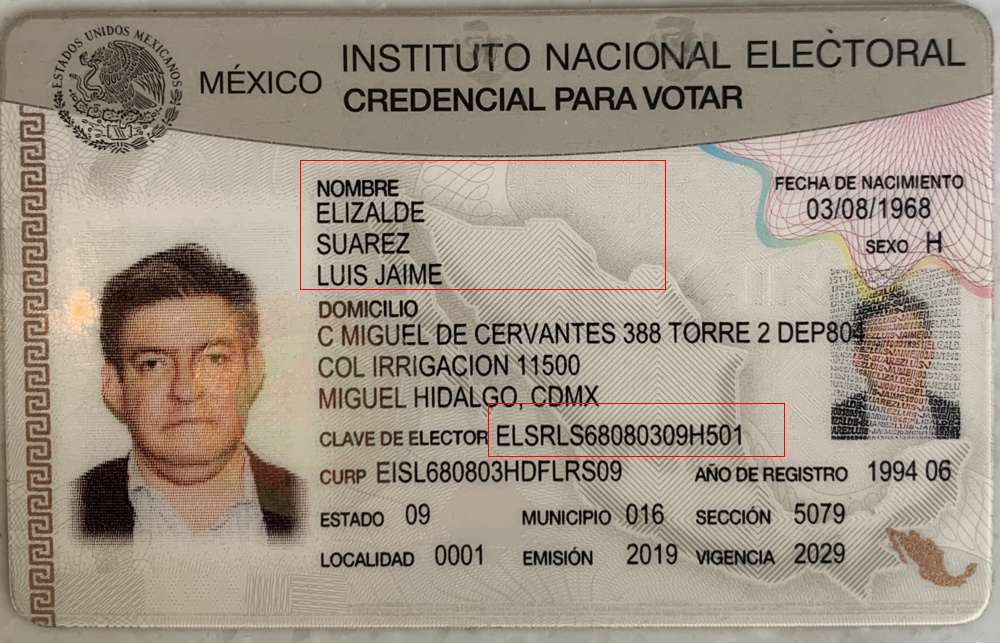 ESTADOS UNIDOS MEXICANOS
MÉXICO
INSTITUTO NACIONAL ELECTORAL
CREDENCIAL PARA VOTAR
NOMBRE
ELIZALDE
SUAREZ
LUIS JAIME
FECHA DE NACIMIENTO
03/08/1968
SEXO H
DOMICILIO
C MIGUEL DE CERVANTES 388 TORRE 2 DEP804
COL IRRIGACION 11500
MIGUEL HIDALGO, CDMX
CLAVE DE ELECTOR ELSRLS68080309H501
CURP EISL680803HDFLRS09 AÑO DE REGISTRO 1994 06
ESTADO 09 MUNICIPIO 016 SECCIÓN 5079
LOCALIDAD 0001 EMISIÓN 2019 VIGENCIA 2029